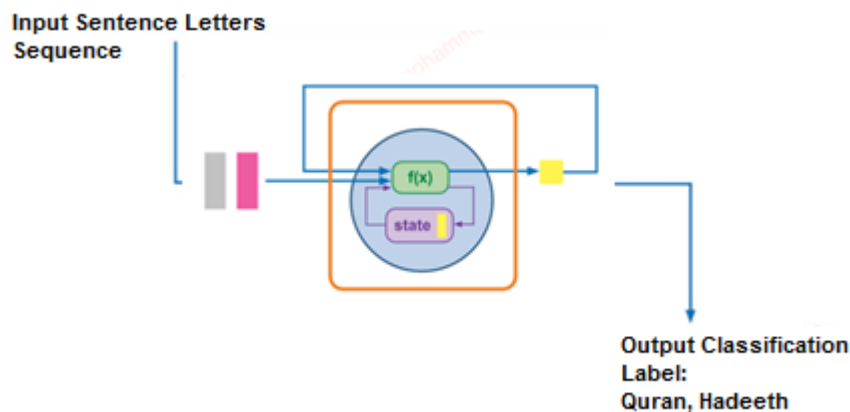 Input Sentence Letters
Sequence
f(x)
state
Output Classification
Label:
Quran, Hadeeth